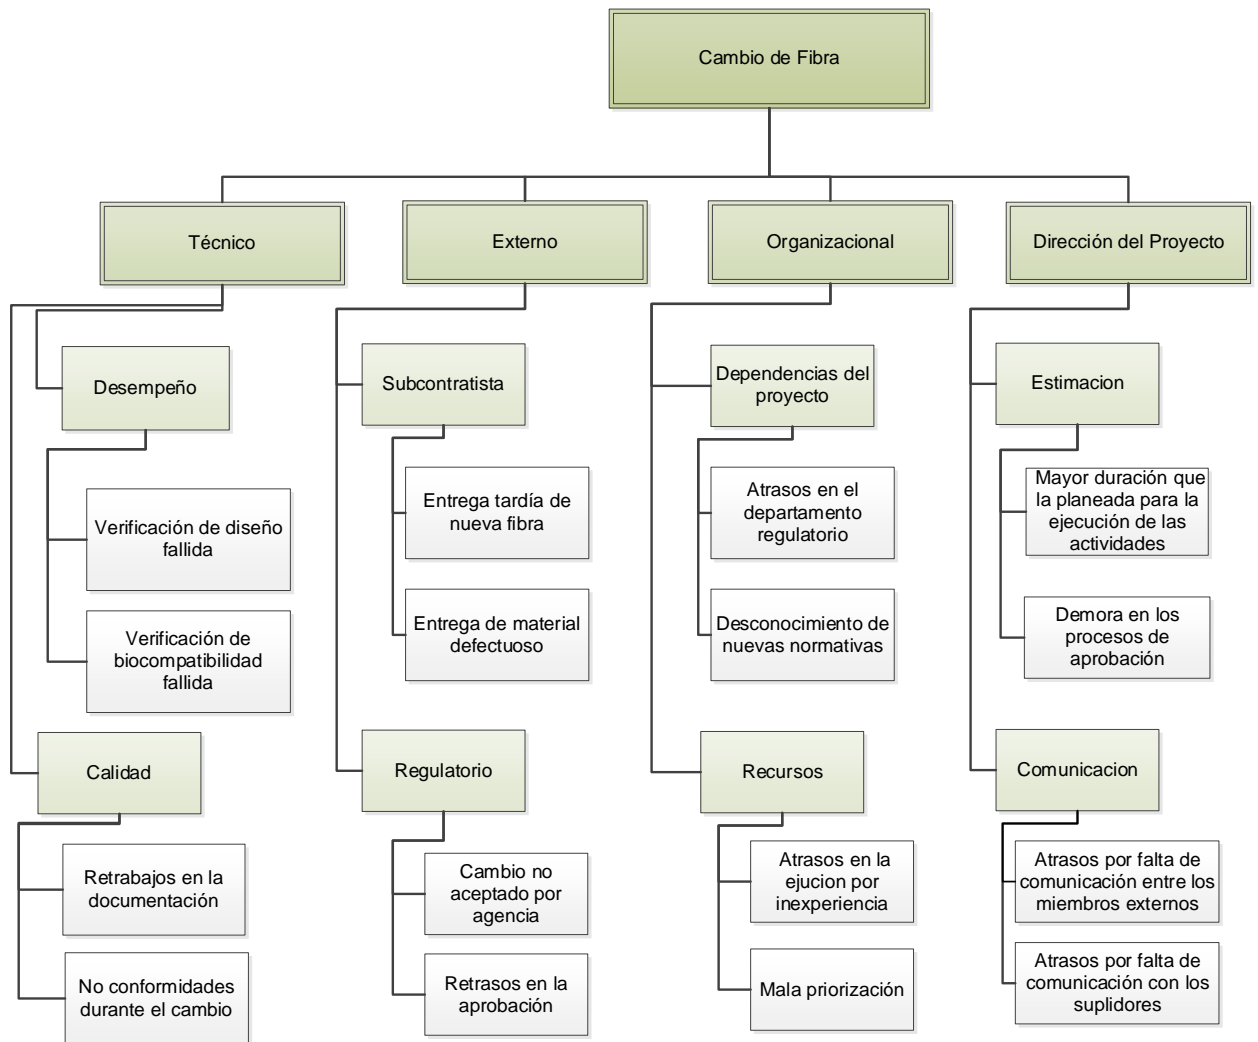 Cambio de Fibra
Técnico
Externo
Organizacional
Dirección del Proyecto
Desempeño
Verificación de diseño
fallida
Verificación de
biocompatibilidad
fallida
Calidad
Retrabajos en la
documentación
No conformidades
durante el cambio
Subcontratista
Entrega tardía de
nueva fibra
Entrega de material
defectuoso
Regulatorio
Cambio no
aceptado por
agencia
Retrasos en la
aprobación
Dependencias del
proyecto
Atrasos en el
departamento
regulatorio
Desconocimiento de
nuevas normativas
Recursos
Atrasos en la
ejucion por
inexperiencia
Mala priorización
Estimacion
Mayor duración que
la planeada para la
ejecución de las
actividades
Demora en los
procesos de
aprobación
Comunicacion
Atrasos por falta de
comunicación entre los
miembros externos
Atrasos por falta de
comunicación con los
suplidores